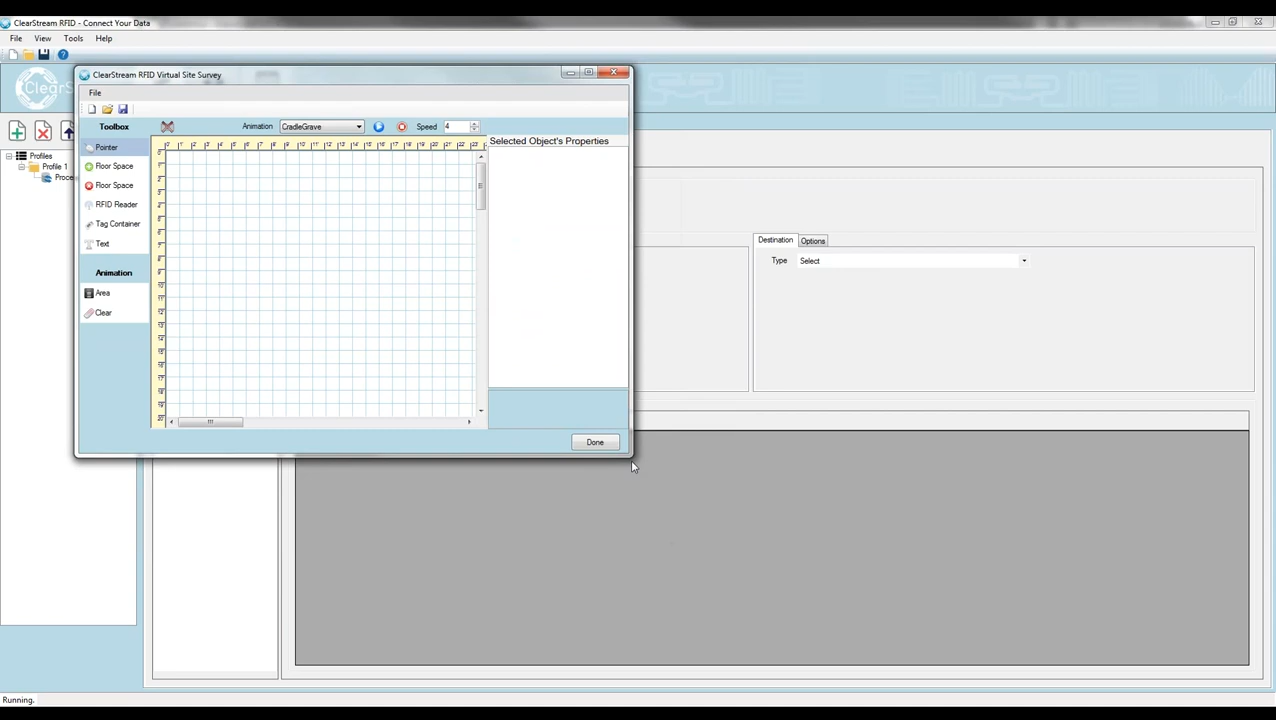 ClearStream RFID - Connect Your Data
File View Tools Help
ClearStream RFID Virtual Site Survey
File
Toolbox
Animation CradleGrave Speed 4
Selected Object's Properties
Pointer
Floor Space
Floor Space
RFID Reader
Tag Container
Text
Animation
Area
Clear
Done
Profiles
Profile 1
Proce
Destination Options
Type Select
Running.